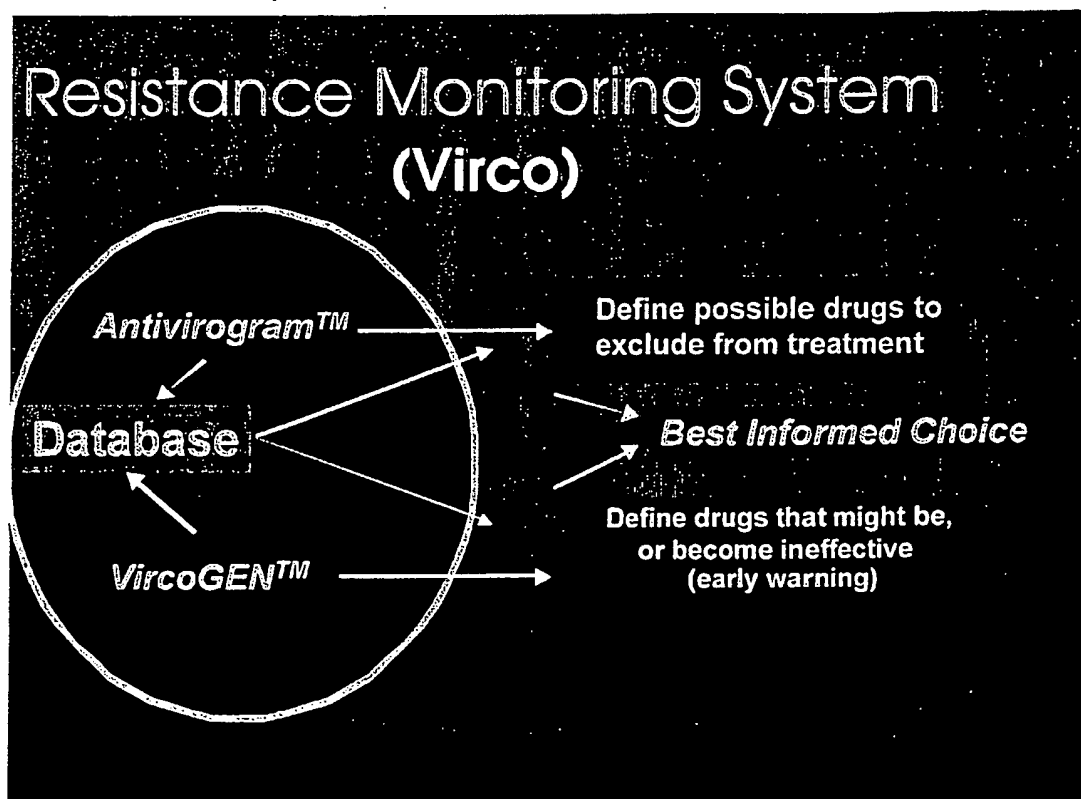 Resistance Monitoring System
(Virco)
Antivirogram™
Define possible drugs to
exclude from treatment
Database
Best Informed Choice
VircoGEN™
Define drugs that might be,
or become ineffective
(early warning)